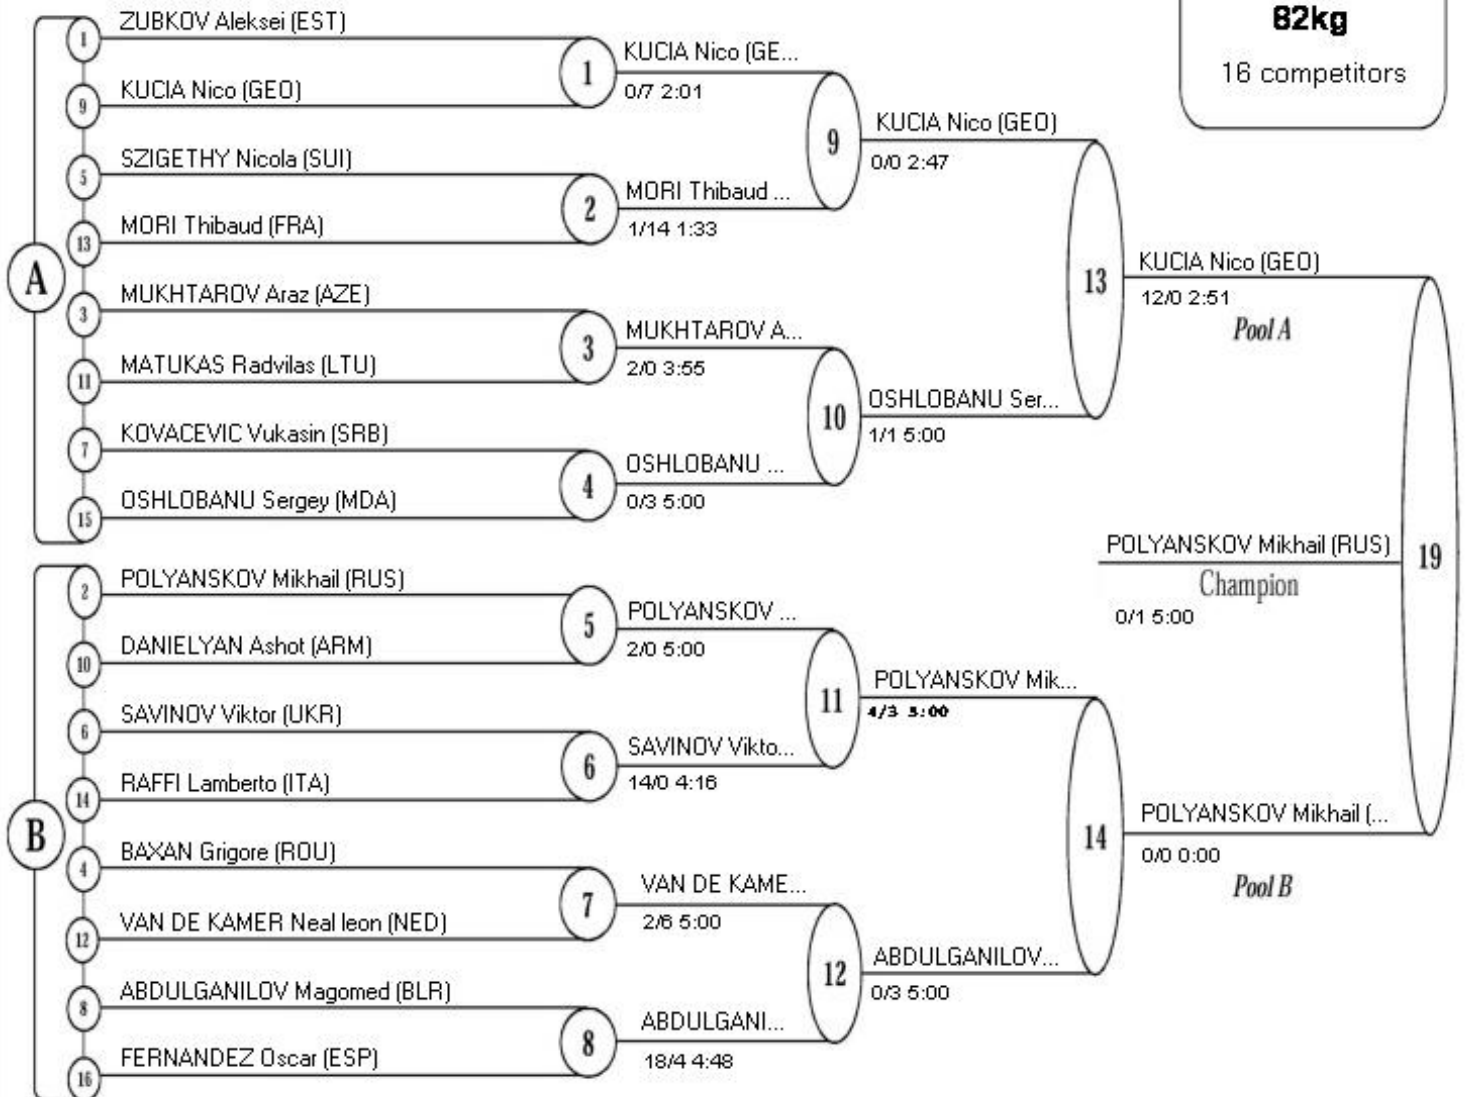 82kg
16 competitors
A
1 ZUBKOV Aleksei (EST)
9 KUCIA Nico (GEO)
5 SZIGETHY Nicola (SUI)
13 MORI Thibaud (FRA)
3 MUKHTAROV Araz (AZE)
11 MATUKAS Radvilas (LTU)
7 KOVACEVIC Vukasin (SRB)
15 OSHLOBANU Sergey (MDA)
B
2 POLYANSKOV Mikhail (RUS)
10 DANIELYAN Ashot (ARM)
6 SAVINOV Viktor (UKR)
14 RAFFI Lamberto (ITA)
4 BAXAN Grigore (ROU)
12 VAN DE KAMER Neal leon (NED)
8 ABDULGANILOV Magomed (BLR)
16 FERNANDEZ Oscar (ESP)
1
KUCIA Nico (GE...
0/7 2:01
2
MORI Thibaud ...
1/14 1:33
3
MUKHTAROV A...
2/0 3:55
4
OSHLOBANU ...
0/3 5:00
5
POLYANSKOV ...
2/0 5:00
6
SAVINOV Vikto...
14/0 4:16
7
VAN DE KAME...
2/6 5:00
8
ABDULGANI...
18/4 4:48
9
KUCIA Nico (GEO)
0/0 2:47
10
OSHLOBANU Ser...
1/1 5:00
11
POLYANSKOV Mik...
4/3 5:00
12
ABDULGANILOV...
0/3 5:00
13
KUCIA Nico (GEO)
12/0 2:51
Pool A
14
POLYANSKOV Mikhail (...
0/0 0:00
Pool B
19
POLYANSKOV Mikhail (RUS)
Champion
0/1 5:00